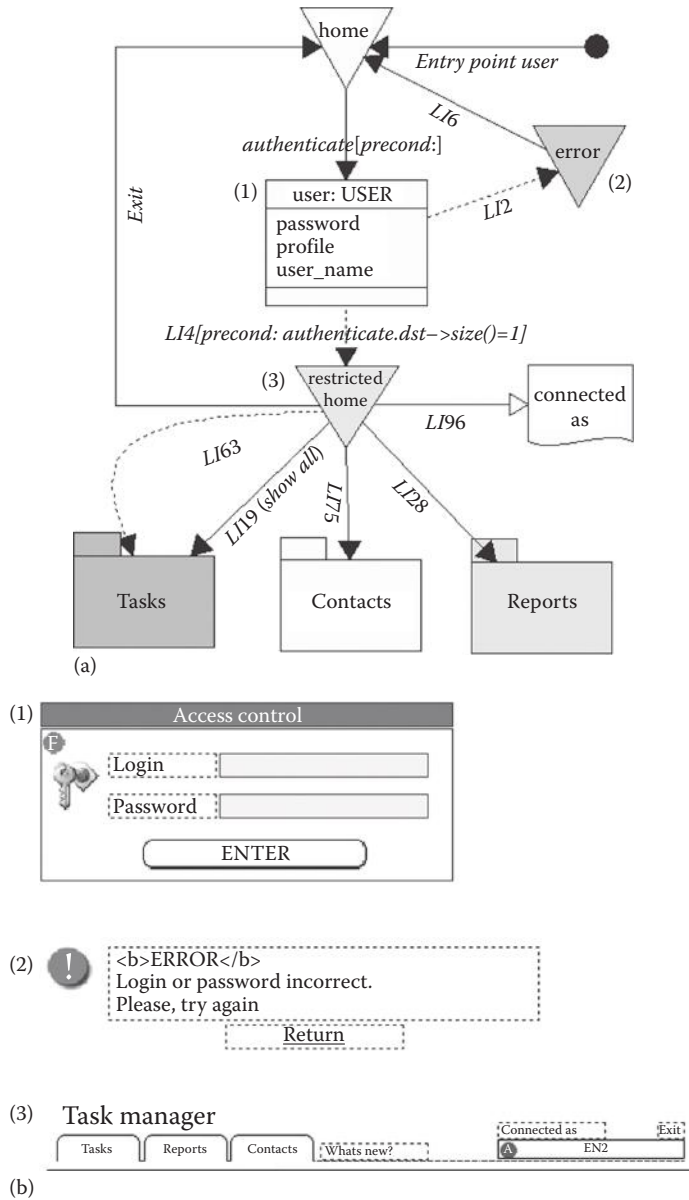 home
Entry point user
LI6
authenticate[precond:]
error
(1)
(2)
user: USER
Exit
LI2
password
profile
user_name
LI4[precond: authenticate.dst–>size()=1]
(3)
restricted
home
connected
as
LI96
LI63
LI19 (show all)
LI75
LI28
Tasks
Contacts
Reports
(a)
(1)
Access control
F
Login
Password
ENTER
(2)
!
<b>ERROR</b>
Login or password incorrect.
Please, try again
Return
(3)
Task manager
Connected as
Exit
Tasks
Reports
Contacts
Whats new?
A
EN2
(b)